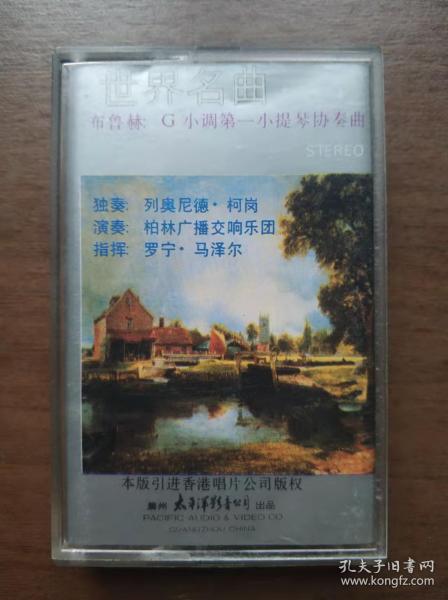 世界名曲
布鲁赫: G 小调第一小提琴协奏曲
STEREO
独奏: 列奥尼德·柯岗
演奏: 柏林广播交响乐团
指挥: 罗宁·马泽尔
本版引进香港唱片公司版权
广州 太平洋影音公司 出品
PACIFIC AUDIO & VIDEO CO
GUANGZHOU CHINA
孔夫子旧书网
www.kongfz.com